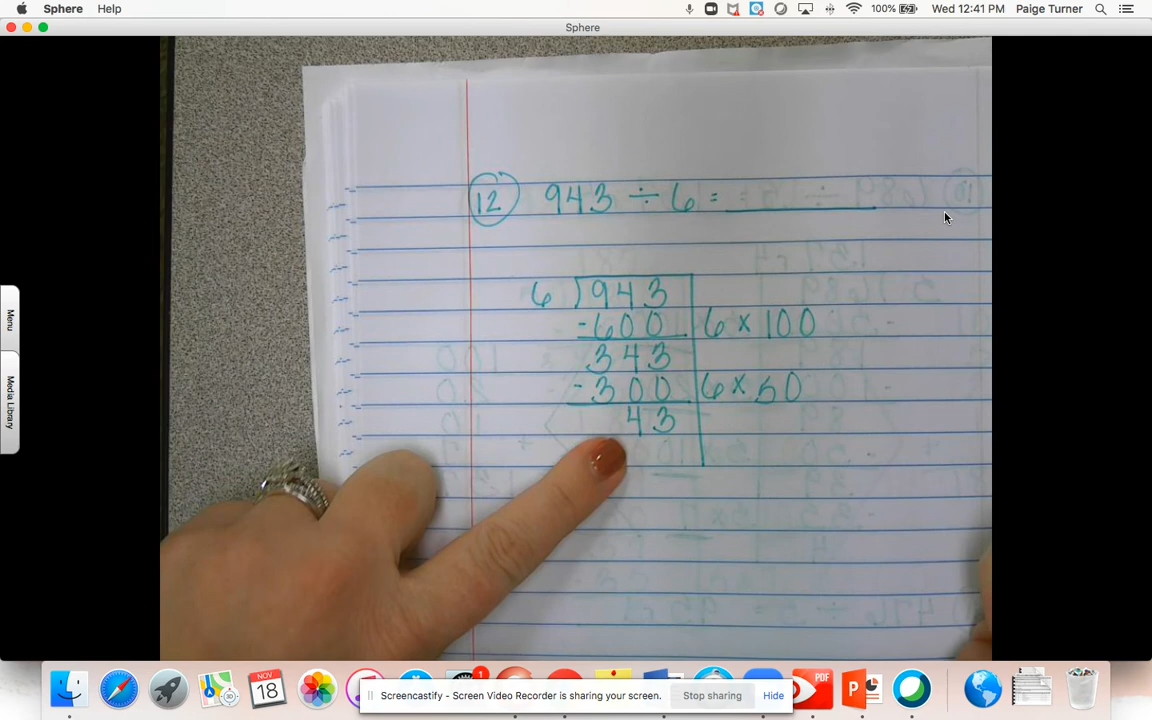 Sphere Help 100% Wed 12:41 PM Paige Turner
Sphere
Menu
Media Library
12 943 ÷ 6 =
6 ) 943
-600 6 x 100
343
-300 6 x 50
43
NOV
18
1
PDF
Screencastify - Screen Video Recorder is sharing your screen. Stop sharing Hide